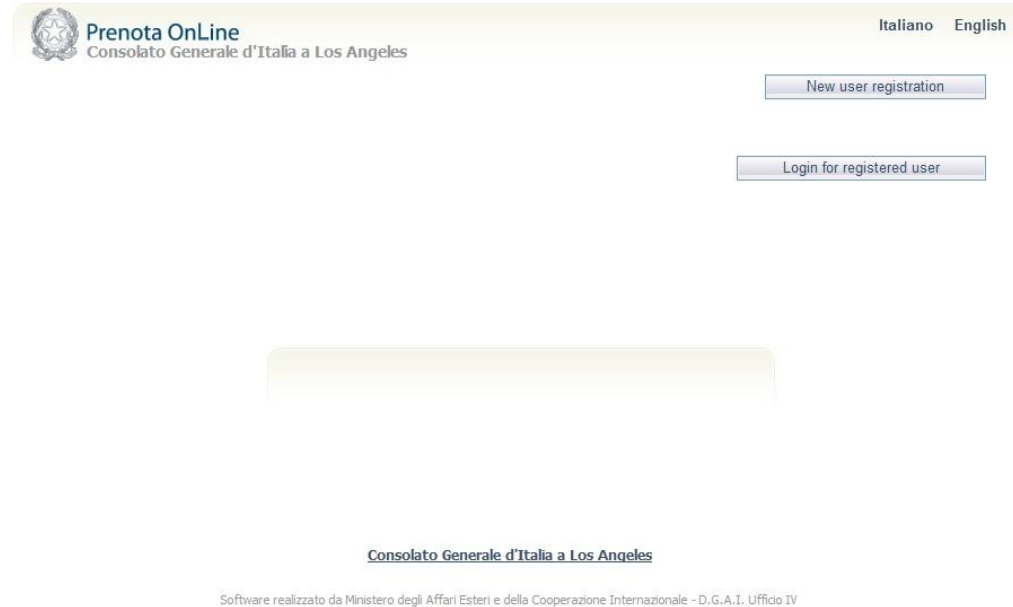 Prenota OnLine
Consolato Generale d'Italia a Los Angeles
Italiano English
New user registration
Login for registered user
Consolato Generale d'Italia a Los Angeles
Software realizzato da Ministero degli Affari Esteri e della Cooperazione Internazionale - D.G.A.I. Ufficio IV